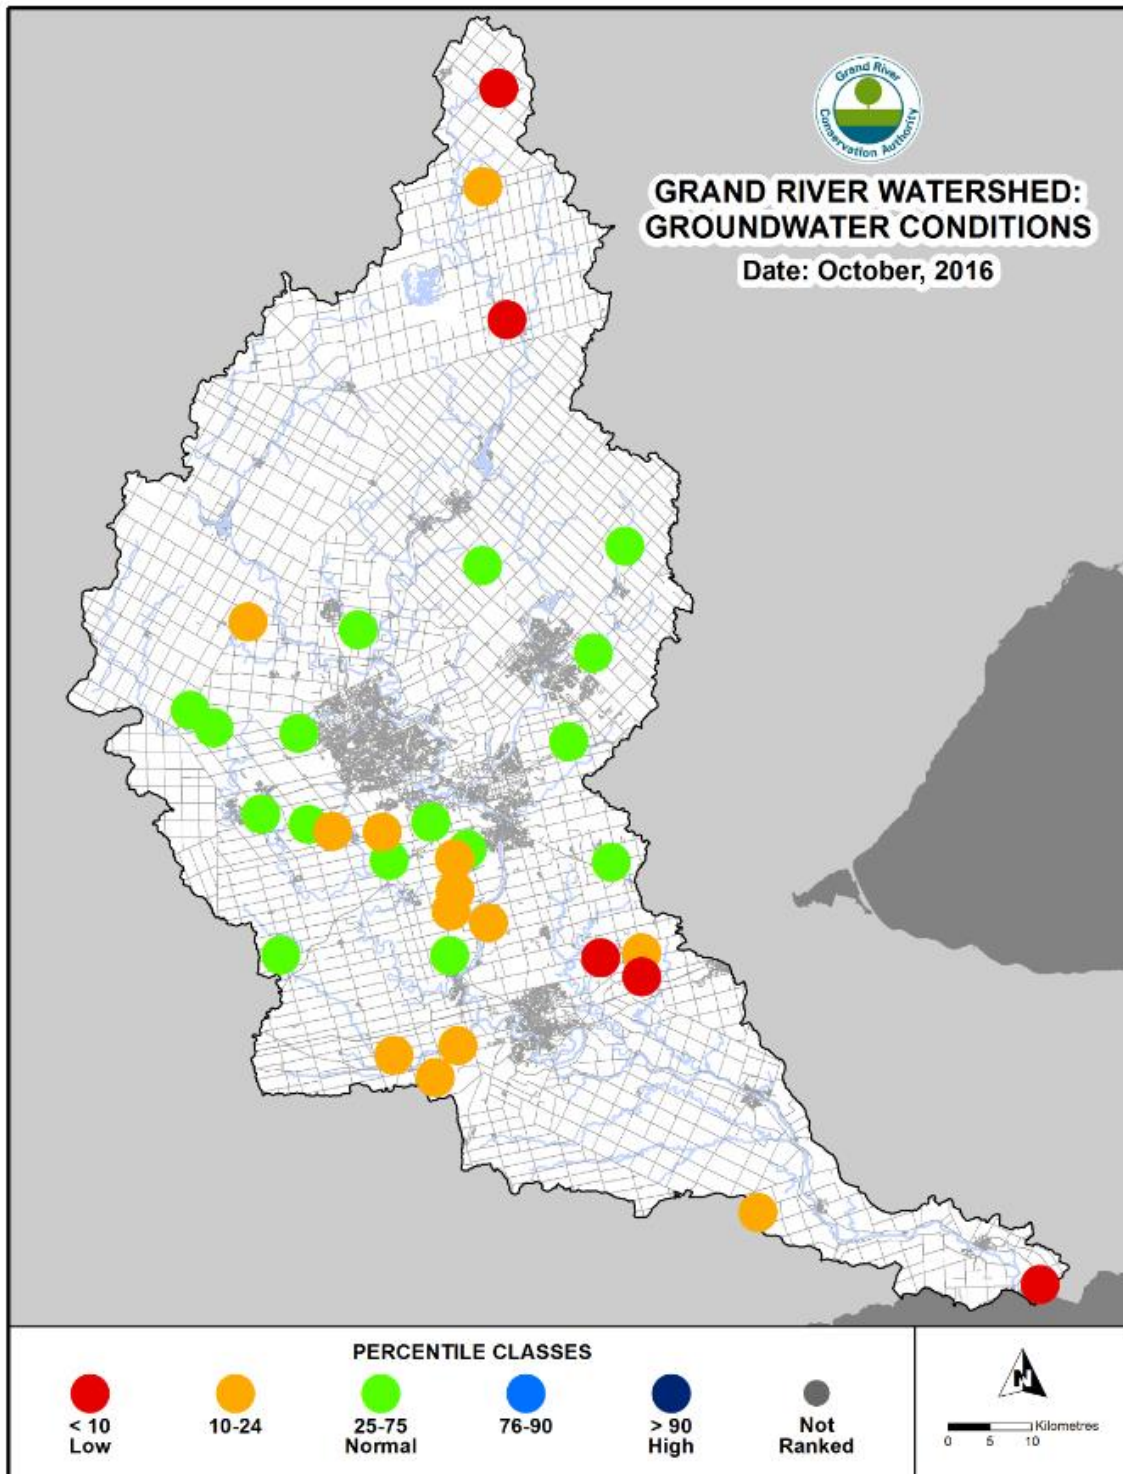 Grand River
Conservation Authority
GRAND RIVER WATERSHED:
GROUNDWATER CONDITIONS
Date: October, 2016
PERCENTILE CLASSES
< 10
Low
10-24
25-75
Normal
76-90
> 90
High
Not
Ranked
N
Kilometres
0 5 10